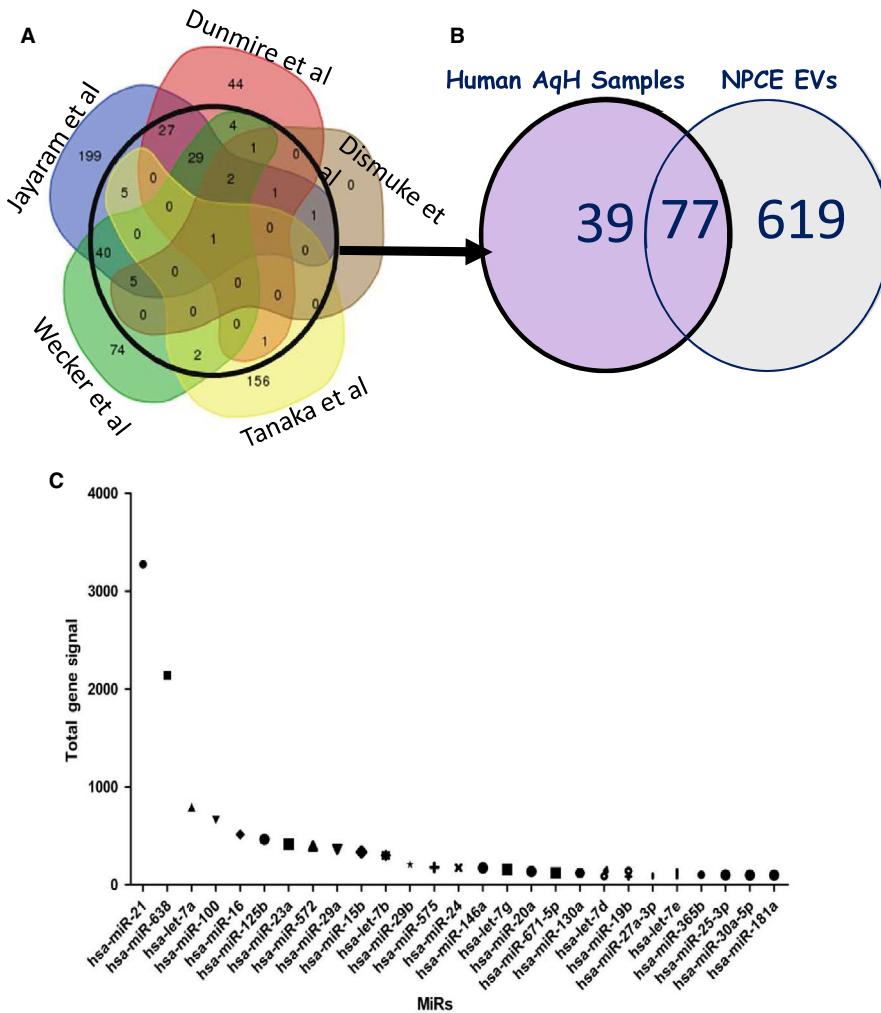 A
Dunmire et al
Jayaram et al
Dismuke et
al
Wecker et al
Tanaka et al
44
27
4
199
29
1
0
0
5
0
2
1
1
0
0
1
0
0
40
0
5
0
0
0
0
0
0
0
74
2
1
156
B
Human AqH Samples
NPCE EVs
39
77
619
C
Total gene signal
4000
3000
2000
1000
0
hsa-miR-21
hsa-miR-638
hsa-let-7a
hsa-miR-100
hsa-miR-16
hsa-miR-125b
hsa-miR-23a
hsa-miR-572
hsa-miR-29a
hsa-miR-15b
hsa-let-7b
hsa-miR-29b
hsa-miR-575
hsa-miR-24
hsa-miR-146a
hsa-let-7g
hsa-miR-20a
hsa-miR-671-5p
hsa-miR-130a
hsa-let-7d
hsa-miR-19b
hsa-miR-27a-3p
hsa-let-7e
hsa-miR-365b
hsa-miR-25-3p
hsa-miR-30a-5p
hsa-miR-181a
MiRs